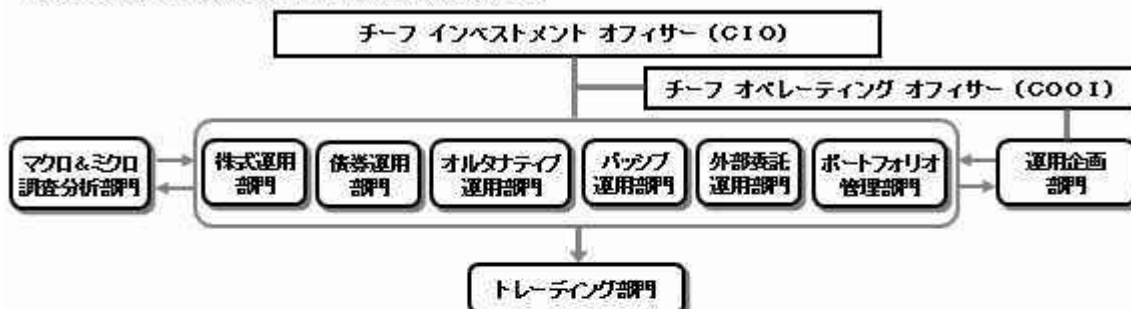 チーフ インベストメント オフィサー (CIO)
チーフ オペレーティング オフィサー (COOI)
マクロ&ミクロ
調査分析部門
株式運用
部門
債券運用
部門
オルタナティブ
運用部門
パッシブ
運用部門
外部委託
運用部門
ポートフォリオ
管理部門
運用企画
部門
トレーディング部門